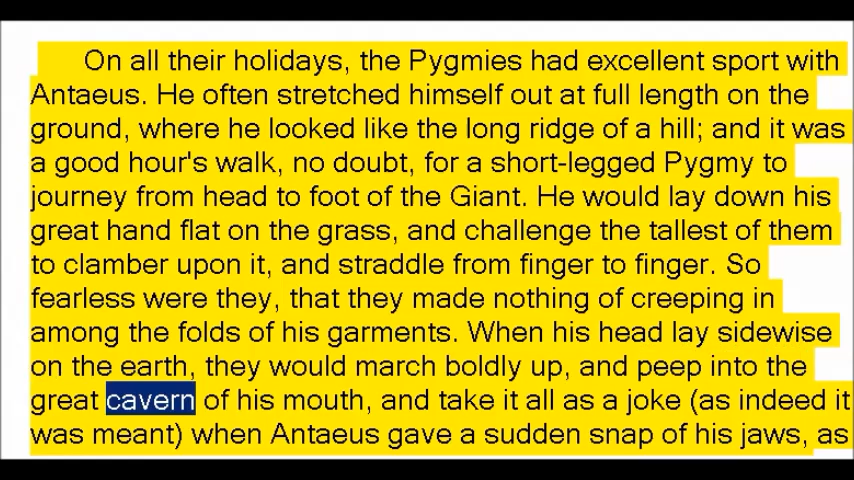 On all their holidays, the Pygmies had excellent sport with
Antaeus. He often stretched himself out at full length on the
ground, where he looked like the long ridge of a hill; and it was
a good hour's walk, no doubt, for a short-legged Pygmy to
journey from head to foot of the Giant. He would lay down his
great hand flat on the grass, and challenge the tallest of them
to clamber upon it, and straddle from finger to finger. So
fearless were they, that they made nothing of creeping in
among the folds of his garments. When his head lay sidewise
on the earth, they would march boldly up, and peep into the
great cavern of his mouth, and take it all as a joke (as indeed it
was meant) when Antaeus gave a sudden snap of his jaws, as